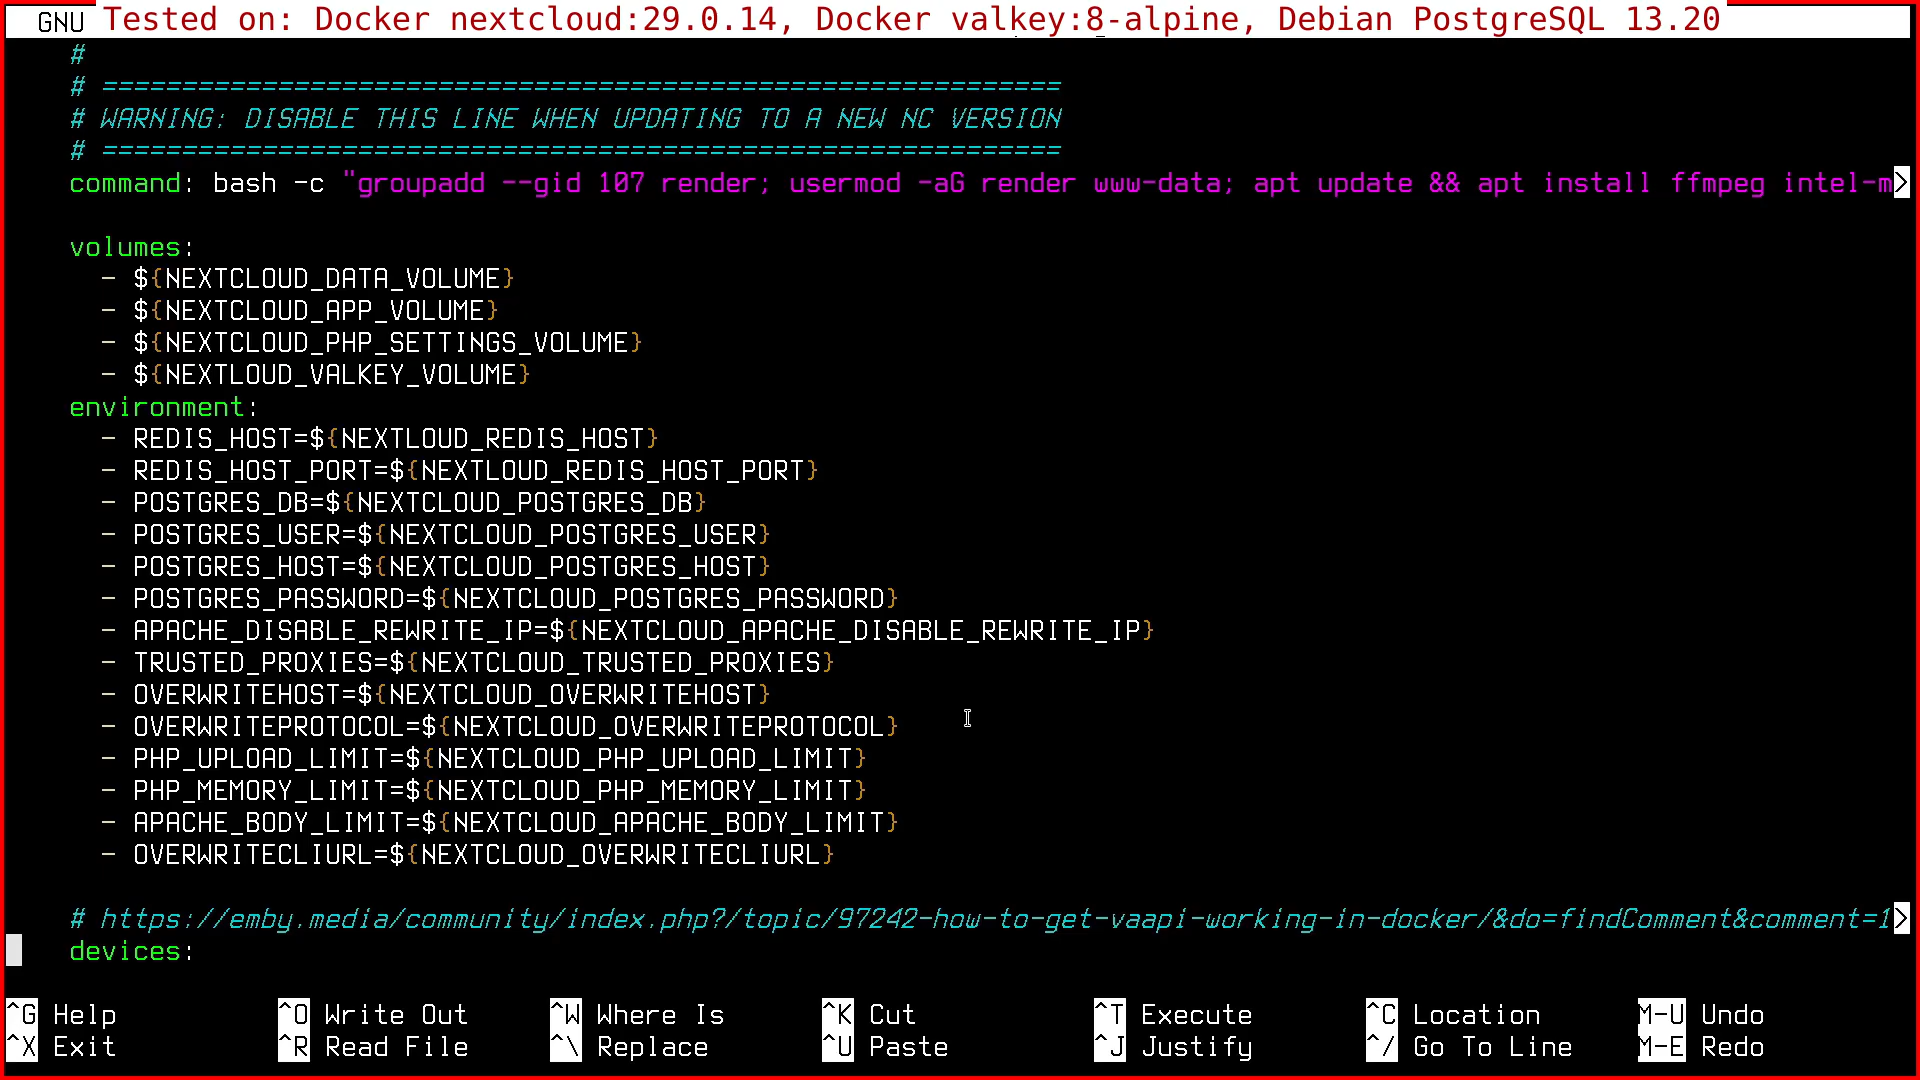 GNU Tested on: Docker nextcloud:29.0.14, Docker valkey:8-alpine, Debian PostgreSQL 13.20
#
# ============================================================
# WARNING: DISABLE THIS LINE WHEN UPDATING TO A NEW NC VERSION
# ============================================================
command: bash -c "groupadd --gid 107 render; usermod -aG render www-data; apt update && apt install ffmpeg intel-m>
volumes:
- ${NEXTCLOUD_DATA_VOLUME}
- ${NEXTCLOUD_APP_VOLUME}
- ${NEXTCLOUD_PHP_SETTINGS_VOLUME}
- ${NEXTLOUD_VALKEY_VOLUME}
environment:
- REDIS_HOST=${NEXTLOUD_REDIS_HOST}
- REDIS_HOST_PORT=${NEXTLOUD_REDIS_HOST_PORT}
- POSTGRES_DB=${NEXTCLOUD_POSTGRES_DB}
- POSTGRES_USER=${NEXTCLOUD_POSTGRES_USER}
- POSTGRES_HOST=${NEXTCLOUD_POSTGRES_HOST}
- POSTGRES_PASSWORD=${NEXTCLOUD_POSTGRES_PASSWORD}
- APACHE_DISABLE_REWRITE_IP=${NEXTCLOUD_APACHE_DISABLE_REWRITE_IP}
- TRUSTED_PROXIES=${NEXTCLOUD_TRUSTED_PROXIES}
- OVERWRITEHOST=${NEXTCLOUD_OVERWRITEHOST}
- OVERWRITEPROTOCOL=${NEXTCLOUD_OVERWRITEPROTOCOL}
- PHP_UPLOAD_LIMIT=${NEXTCLOUD_PHP_UPLOAD_LIMIT}
- PHP_MEMORY_LIMIT=${NEXTCLOUD_PHP_MEMORY_LIMIT}
- APACHE_BODY_LIMIT=${NEXTCLOUD_APACHE_BODY_LIMIT}
- OVERWRITECLIURL=${NEXTCLOUD_OVERWRITECLIURL}
# https://emby.media/community/index.php?/topic/97242-how-to-get-vaapi-working-in-docker/&do=findComment&comment=1>
devices:
^G Help ^O Write Out ^W Where Is ^K Cut ^T Execute ^C Location M-U Undo
^X Exit ^R Read File ^\ Replace ^U Paste ^J Justify ^/ Go To Line M-E Redo